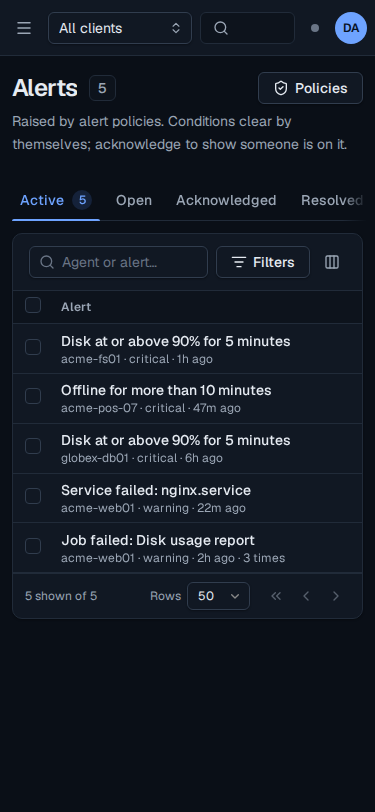 All clients
DA
Alerts 5
Policies
Raised by alert policies. Conditions clear by
themselves; acknowledge to show someone is on it.
Active 5 Open Acknowledged Resolved
Agent or alert...
Filters
Alert
Disk at or above 90% for 5 minutes
acme-fs01 · critical · 1h ago
Offline for more than 10 minutes
acme-pos-07 · critical · 47m ago
Disk at or above 90% for 5 minutes
globex-db01 · critical · 6h ago
Service failed: nginx.service
acme-web01 · warning · 22m ago
Job failed: Disk usage report
acme-web01 · warning · 2h ago · 3 times
5 shown of 5
Rows 50